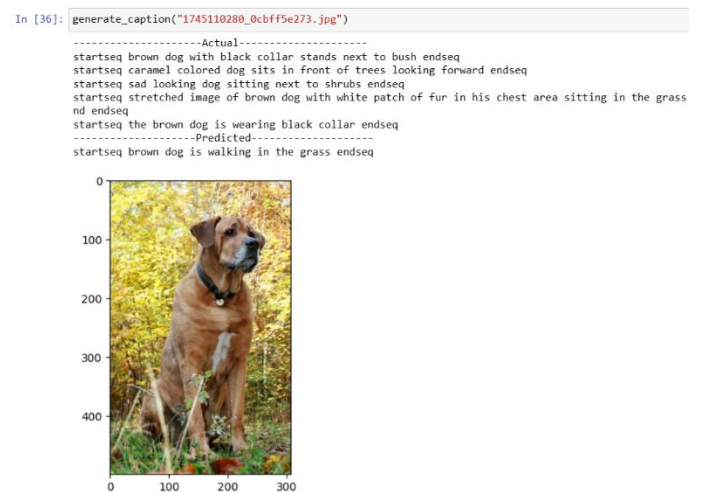 In [36]: generate_caption("1745110280_0cbff5e273.jpg")
---------------------Actual---------------------
startseq brown dog with black collar stands next to bush endseq
startseq caramel colored dog sits in front of trees looking forward endseq
startseq sad looking dog sitting next to shrubs endseq
startseq stretched image of brown dog with white patch of fur in his chest area sitting in the grass
nd endseq
startseq the brown dog is wearing black collar endseq
--------------------Predicted--------------------
startseq brown dog is walking in the grass endseq
0
100
200
300
400
0 100 200 300